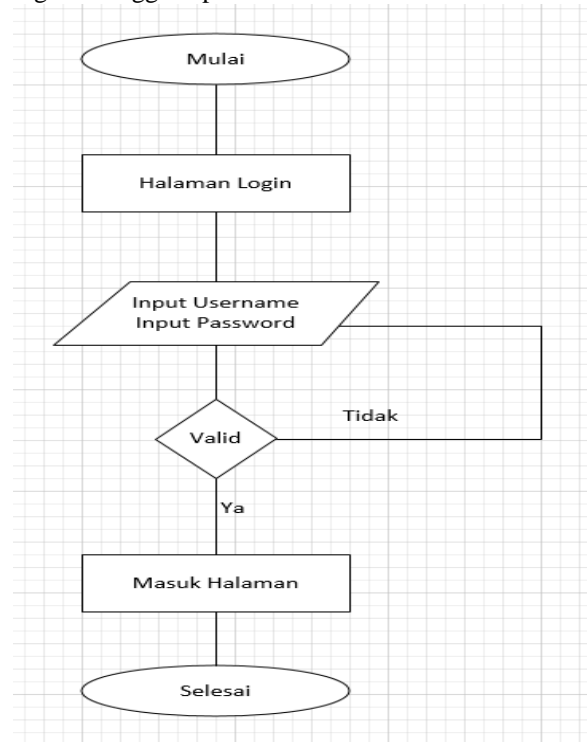 Mulai
Halaman Login
Input Username
Input Password
Tidak
Valid
Ya
Masuk Halaman
Selesai